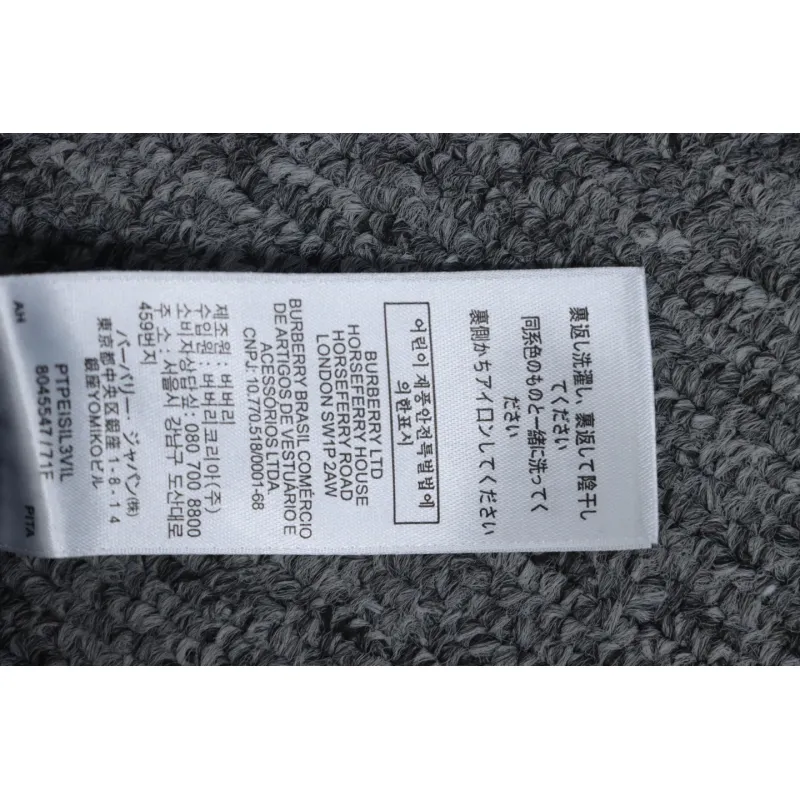 裏返し洗濯し、裏返して陰干し
てください
同系色のものと一緒に洗ってく
ださい
裏側からアイロンしてください
어린이 제품안전특별법에
의한표시
BURBERRY LTD
HORSEFERRY HOUSE
HORSEFERRY ROAD
LONDON SW1P 2AW
BURBERRY BRASIL COMÉRCIO
DE ARTIGOS DE VESTUÁRIO E
ACESSORIOS LTDA.
CNPJ: 10.770.518/0001-68
제조원 : 버버리
수입원 : 버버리코리아(주)
소비자상담실 : 080 700 8800
주 소 : 서울시 강남구 도산대로
459번지
バーバリー・ジャパン㈱
東京都中央区銀座 1-8-14
銀座YOMIKOビル
PTPEISIL3VIL
8045547/71F
AH
PITA